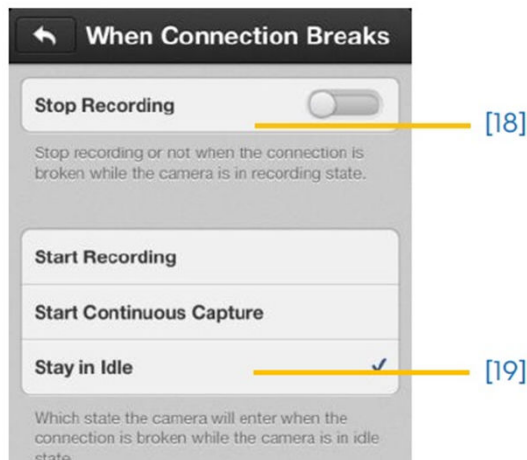 When Connection Breaks
Stop Recording
[18]
Stop recording or not when the connection is
broken while the camera is in recording state.
Start Recording
Start Continuous Capture
Stay in Idle
[19]
Which state the camera will enter when the
connection is broken while the camera is in idle
state.